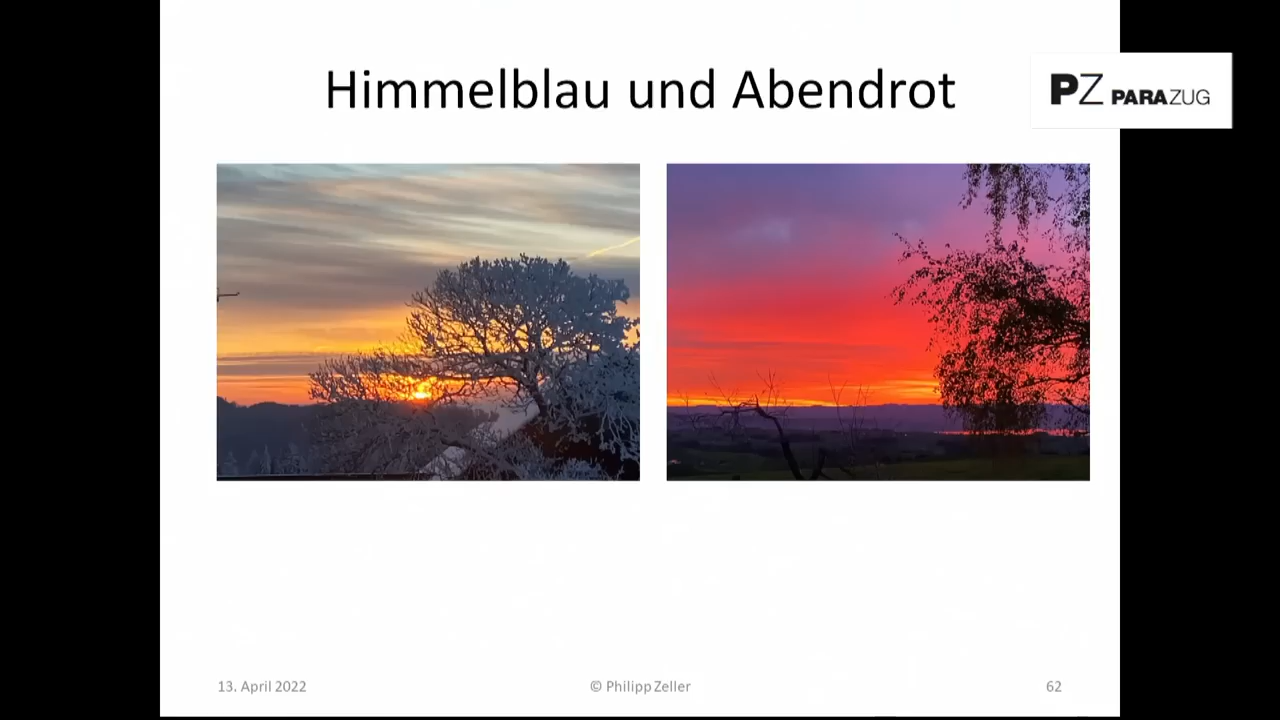 Himmelblau und Abendrot
PZ PARAZUG
13. April 2022
© Philipp Zeller
62